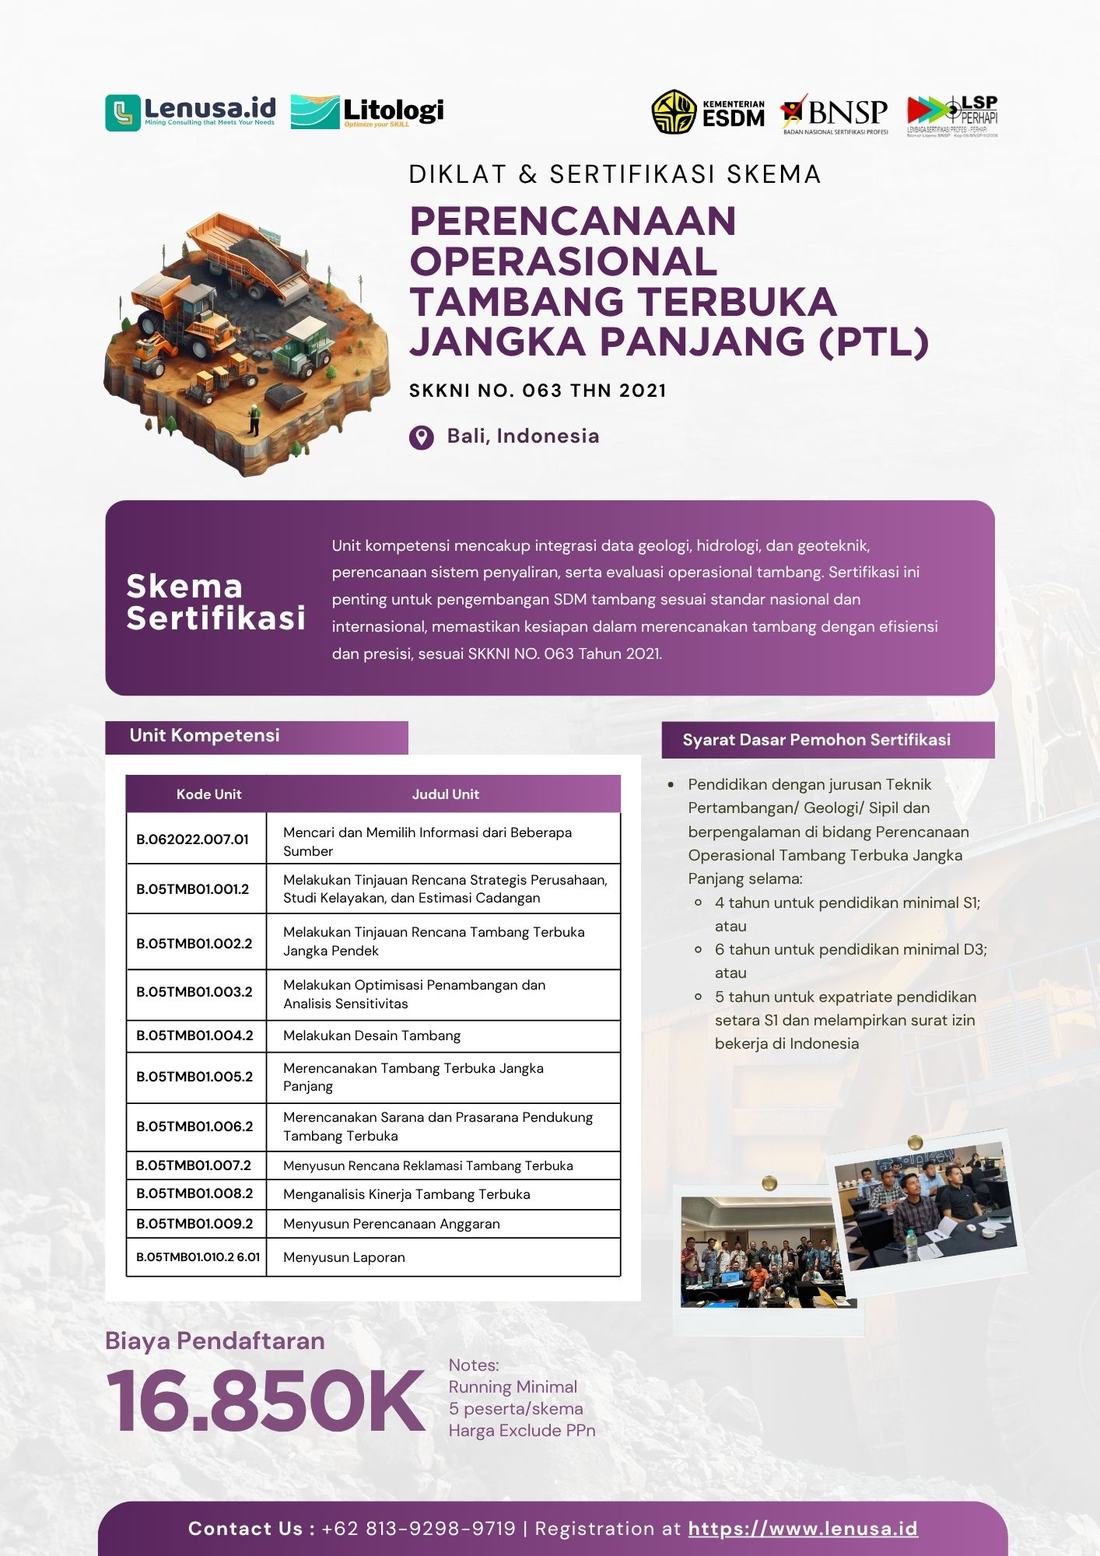 Lenusa.id
Mining Consulting that Meets Your Needs
Litologi
Optimize your SKILL
KEMENTERIAN
ESDM
BNSP
BADAN NASIONAL SERTIFIKASI PROFESI
LSP
PERHAPI
LEMBAGA SERTIFIKASI PROFESI - PERHAPI
DIKLAT & SERTIFIKASI SKEMA
PERENCANAAN
OPERASIONAL
TAMBANG TERBUKA
JANGKA PANJANG (PTL)
SKKNI NO. 063 THN 2021
Bali, Indonesia
Skema
Sertifikasi
Unit kompetensi mencakup integrasi data geologi, hidrologi, dan geoteknik,
perencanaan sistem penyaliran, serta evaluasi operasional tambang. Sertifikasi ini
penting untuk pengembangan SDM tambang sesuai standar nasional dan
internasional, memastikan kesiapan dalam merencanakan tambang dengan efisiensi
dan presisi, sesuai SKKNI NO. 063 Tahun 2021.
Unit Kompetensi
Kode Unit Judul Unit
B.062022.007.01 Mencari dan Memilih Informasi dari Beberapa
Sumber
B.05TMB01.001.2 Melakukan Tinjauan Rencana Strategis Perusahaan,
Studi Kelayakan, dan Estimasi Cadangan
B.05TMB01.002.2 Melakukan Tinjauan Rencana Tambang Terbuka
Jangka Pendek
B.05TMB01.003.2 Melakukan Optimisasi Penambangan dan
Analisis Sensitivitas
B.05TMB01.004.2 Melakukan Desain Tambang
B.05TMB01.005.2 Merencanakan Tambang Terbuka Jangka
Panjang
B.05TMB01.006.2 Merencanakan Sarana dan Prasarana Pendukung
Tambang Terbuka
B.05TMB01.007.2 Menyusun Rencana Reklamasi Tambang Terbuka
B.05TMB01.008.2 Menganalisis Kinerja Tambang Terbuka
B.05TMB01.009.2 Menyusun Perencanaan Anggaran
B.05TMB01.010.2 6.01 Menyusun Laporan
Syarat Dasar Pemohon Sertifikasi
• Pendidikan dengan jurusan Teknik
Pertambangan/ Geologi/ Sipil dan
berpengalaman di bidang Perencanaan
Operasional Tambang Terbuka Jangka
Panjang selama:
◦ 4 tahun untuk pendidikan minimal S1;
atau
◦ 6 tahun untuk pendidikan minimal D3;
atau
◦ 5 tahun untuk expatriate pendidikan
setara S1 dan melampirkan surat izin
bekerja di Indonesia
Biaya Pendaftaran
16.850K
Notes:
Running Minimal
5 peserta/skema
Harga Exclude PPn
Contact Us : +62 813-9298-9719 | Registration at https://www.lenusa.id